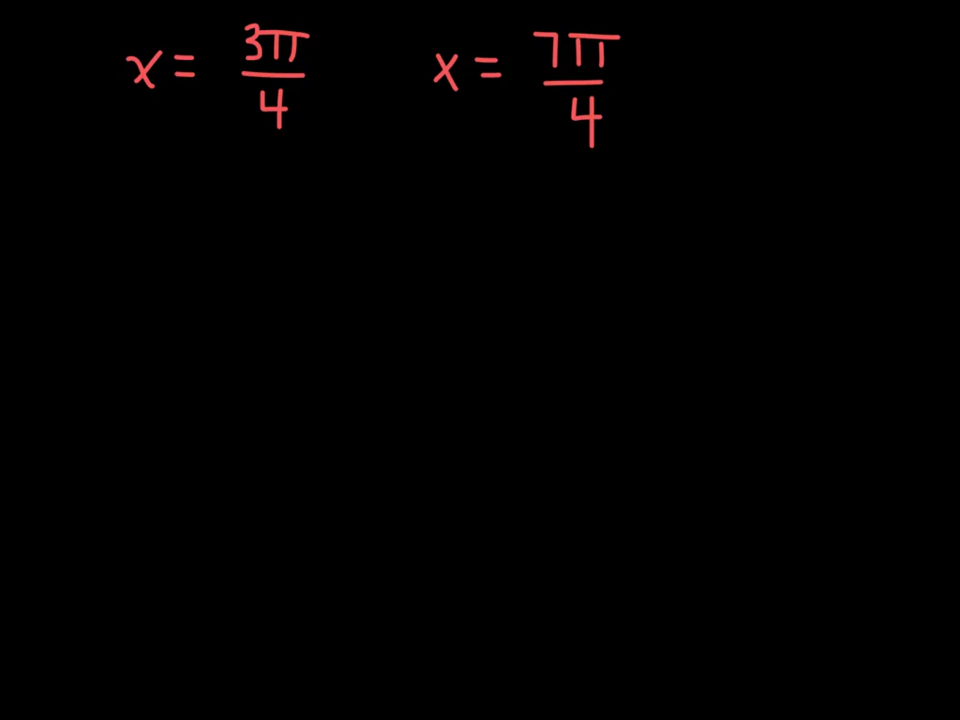 x = 3π/4 x = 7π/4